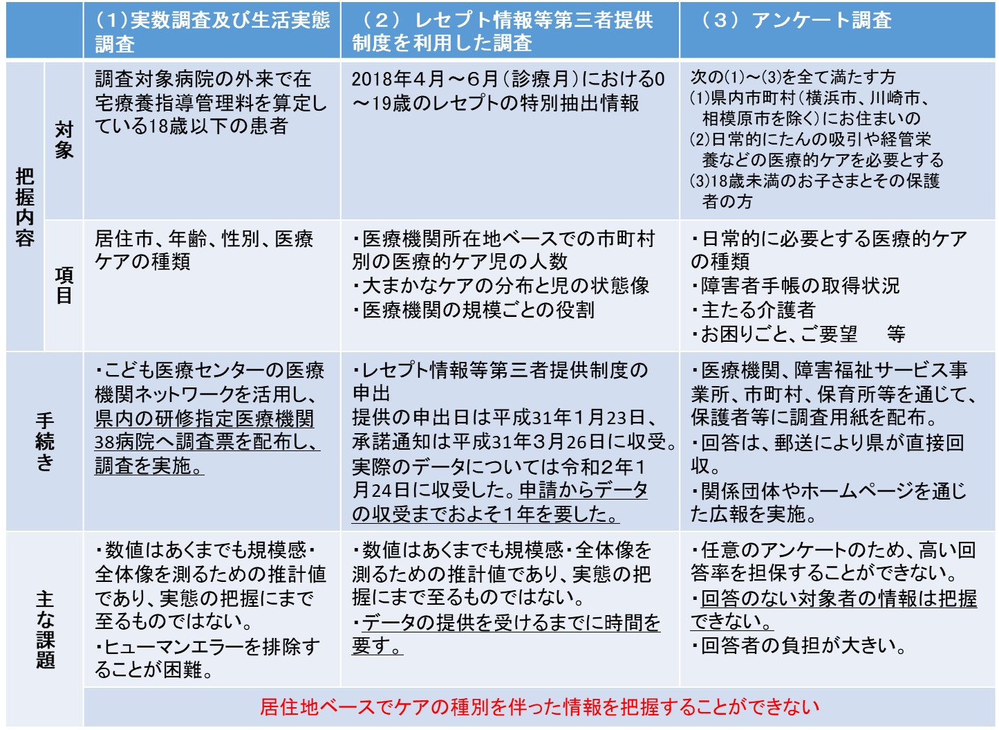 (1)実数調査及び生活実態
調査
(2) レセプト情報等第三者提供
制度を利用した調査
(3) アンケート調査
把握内容
対象
調査対象病院の外来で在
宅療養指導管理料を算定し
ている18歳以下の患者
2018年４月～６月(診療月)における0
～19歳のレセプトの特別抽出情報
次の(1)～(3)を全て満たす方
(1)県内市町村(横浜市、川崎市、
相模原市を除く)にお住まいの
(2)日常的にたんの吸引や経管栄
養などの医療的ケアを必要とする
(3)18歳未満のお子さまとその保護
者の方
項目
居住市、年齢、性別、医療
ケアの種類
・医療機関所在地ベースでの市町村
別の医療的ケア児の人数
・大まかなケアの分布と児の状態像
・医療機関の規模ごとの役割
・日常的に必要とする医療的ケア
の種類
・障害者手帳の取得状況
・主たる介護者
・お困りごと、ご要望　等
手続き
・こども医療センターの医療
機関ネットワークを活用し、
県内の研修指定医療機関
38病院へ調査票を配布し、
調査を実施。
・レセプト情報等第三者提供制度の
申出
提供の申出日は平成31年１月23日、
承諾通知は平成31年３月26日に収受。
実際のデータについては令和２年１
月24日に収受した。申請からデータ
の収受までおよそ１年を要した。
・医療機関、障害福祉サービス事
業所、市町村、保育所等を通じて、
保護者等に調査用紙を配布。
・回答は、郵送により県が直接回
収。
・関係団体やホームページを通じ
た広報を実施。
主な課題
・数値はあくまでも規模感・
全体像を測るための推計値
であり、実態の把握にまで
至るものではない。
・ヒューマンエラーを排除す
ることが困難。
・数値はあくまでも規模感・全体像を
測るための推計値であり、実態の把
握にまで至るものではない。
・データの提供を受けるまでに時間を
要す。
・任意のアンケートのため、高い回
答率を担保することができない。
・回答のない対象者の情報は把握
できない。
・回答者の負担が大きい。
居住地ベースでケアの種別を伴った情報を把握することができない